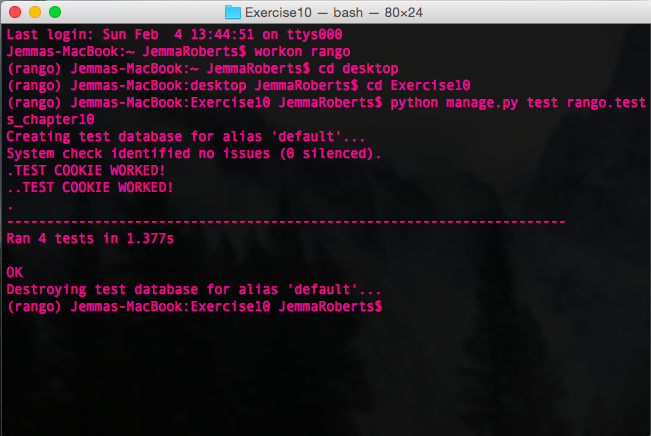 Exercise10 — bash — 80×24
Last login: Sun Feb  4 13:44:51 on ttys000
Jemmas-MacBook:~ JemmaRoberts$ workon rango
(rango) Jemmas-MacBook:~ JemmaRoberts$ cd desktop
(rango) Jemmas-MacBook:desktop JemmaRoberts$ cd Exercise10
(rango) Jemmas-MacBook:Exercise10 JemmaRoberts$ python manage.py test rango.test
s_chapter10
Creating test database for alias 'default'...
System check identified no issues (0 silenced).
.TEST COOKIE WORKED!
..TEST COOKIE WORKED!
.
----------------------------------------------------------------------
Ran 4 tests in 1.377s

OK
Destroying test database for alias 'default'...
(rango) Jemmas-MacBook:Exercise10 JemmaRoberts$